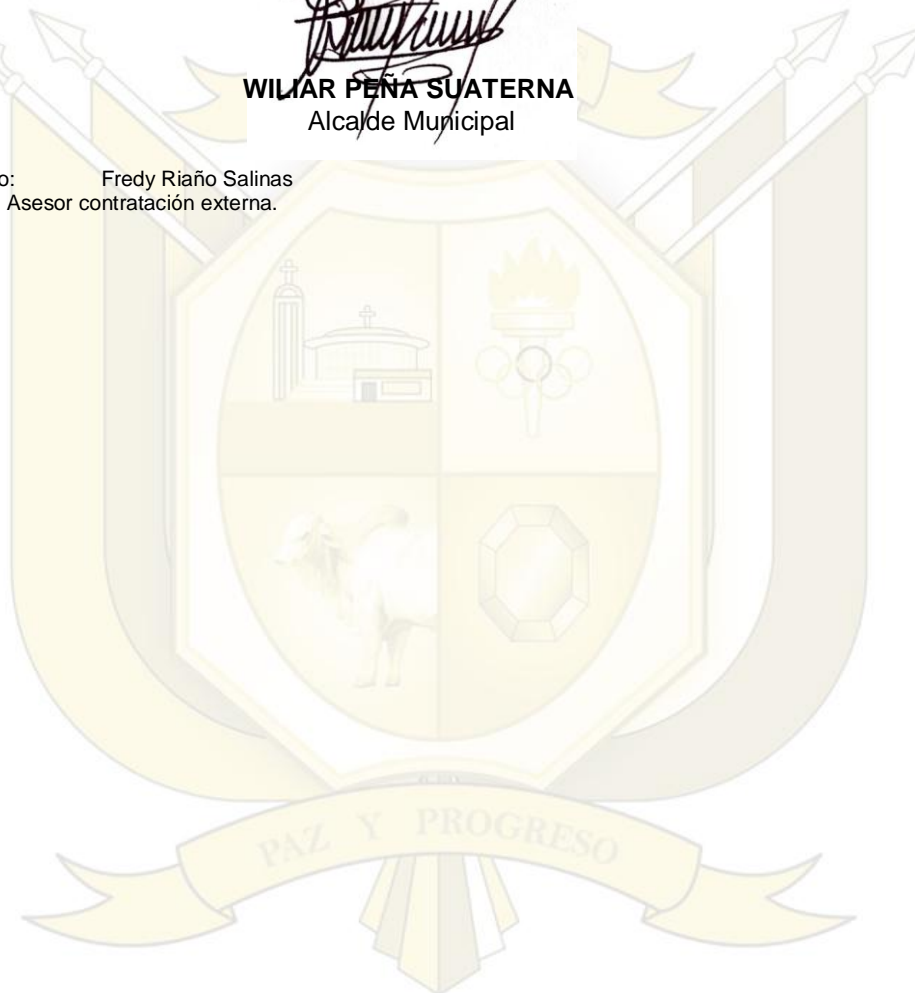 WILIAR PEÑA SUATERNA
Alcalde Municipal
o: Fredy Riaño Salinas
Asesor contratación externa.
PAZ Y PROGRESO